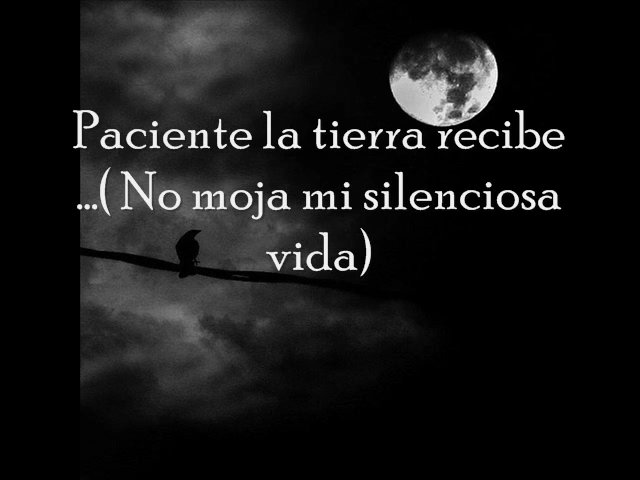 Paciente la tierra recibe
...( No moja mi silenciosa
vida)